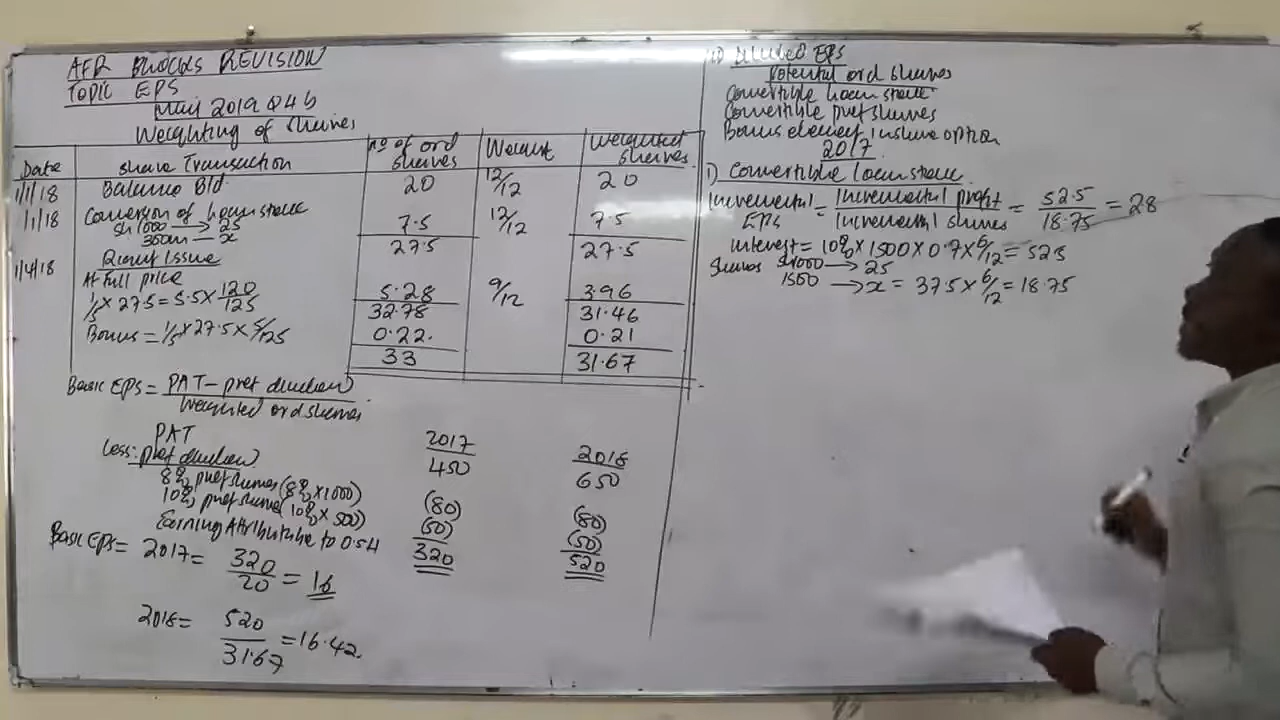 AFR BLOCKS REVISION
TOPIC EPS
May 2019 Q4b
Weighting of shares
Date Share Transaction no of ord shares Weight Weighted shares
1/1/18 Balance Bld. 20 12/12 20
1/1/18 Conversion of loan stock
sh 1000 → 25 7.5 12/12 7.5
300m — x
27.5 27.5
1/4/18 Right Issue
At full price
1/5 × 27.5 = 5.5 × 120/125 5.28 9/12 3.96
32.78 31.46
Bonus = 1/5 × 27.5 × 5/125 0.22. 0.21
33 31.67
Basic EPS = PAT - pref dividend / Weighted ord shares
2017 2018
PAT 450 650
Less: pref dividend
8% pref shares (8% × 1000) (80) (80)
10% pref shares (10% × 500) (50) (50)
Earning Attributable to O.SH 320 520
Basic EPS = 2017 = 320/20 = 16
2018 = 520/31.67 = 16.42.
ii) Diluted EPS
Potential ord shares
Convertible loan stock
Convertible pref shares
Bonus element in share option
2017
1) Convertible loan stock.
Incremental EPS = Incremental profit / Incremental shares = 52.5/18.75 = 28
Interest = 10% × 1500 × 0.7 × 6/12 = 52.5
Shares sh1000 → 25
1500 → x = 37.5 × 6/12 = 18.75